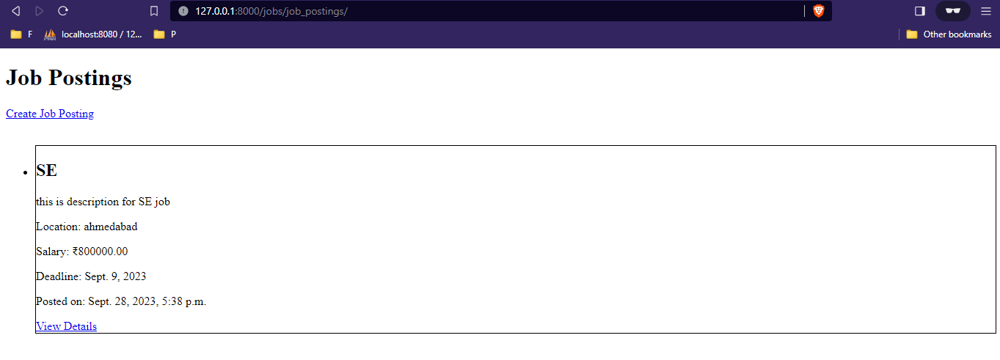 127.0.0.1:8000/jobs/job_postings/
F localhost:8080 / 12... P Other bookmarks
Job Postings
Create Job Posting
SE
this is description for SE job
Location: ahmedabad
Salary: ₹800000.00
Deadline: Sept. 9, 2023
Posted on: Sept. 28, 2023, 5:38 p.m.
View Details